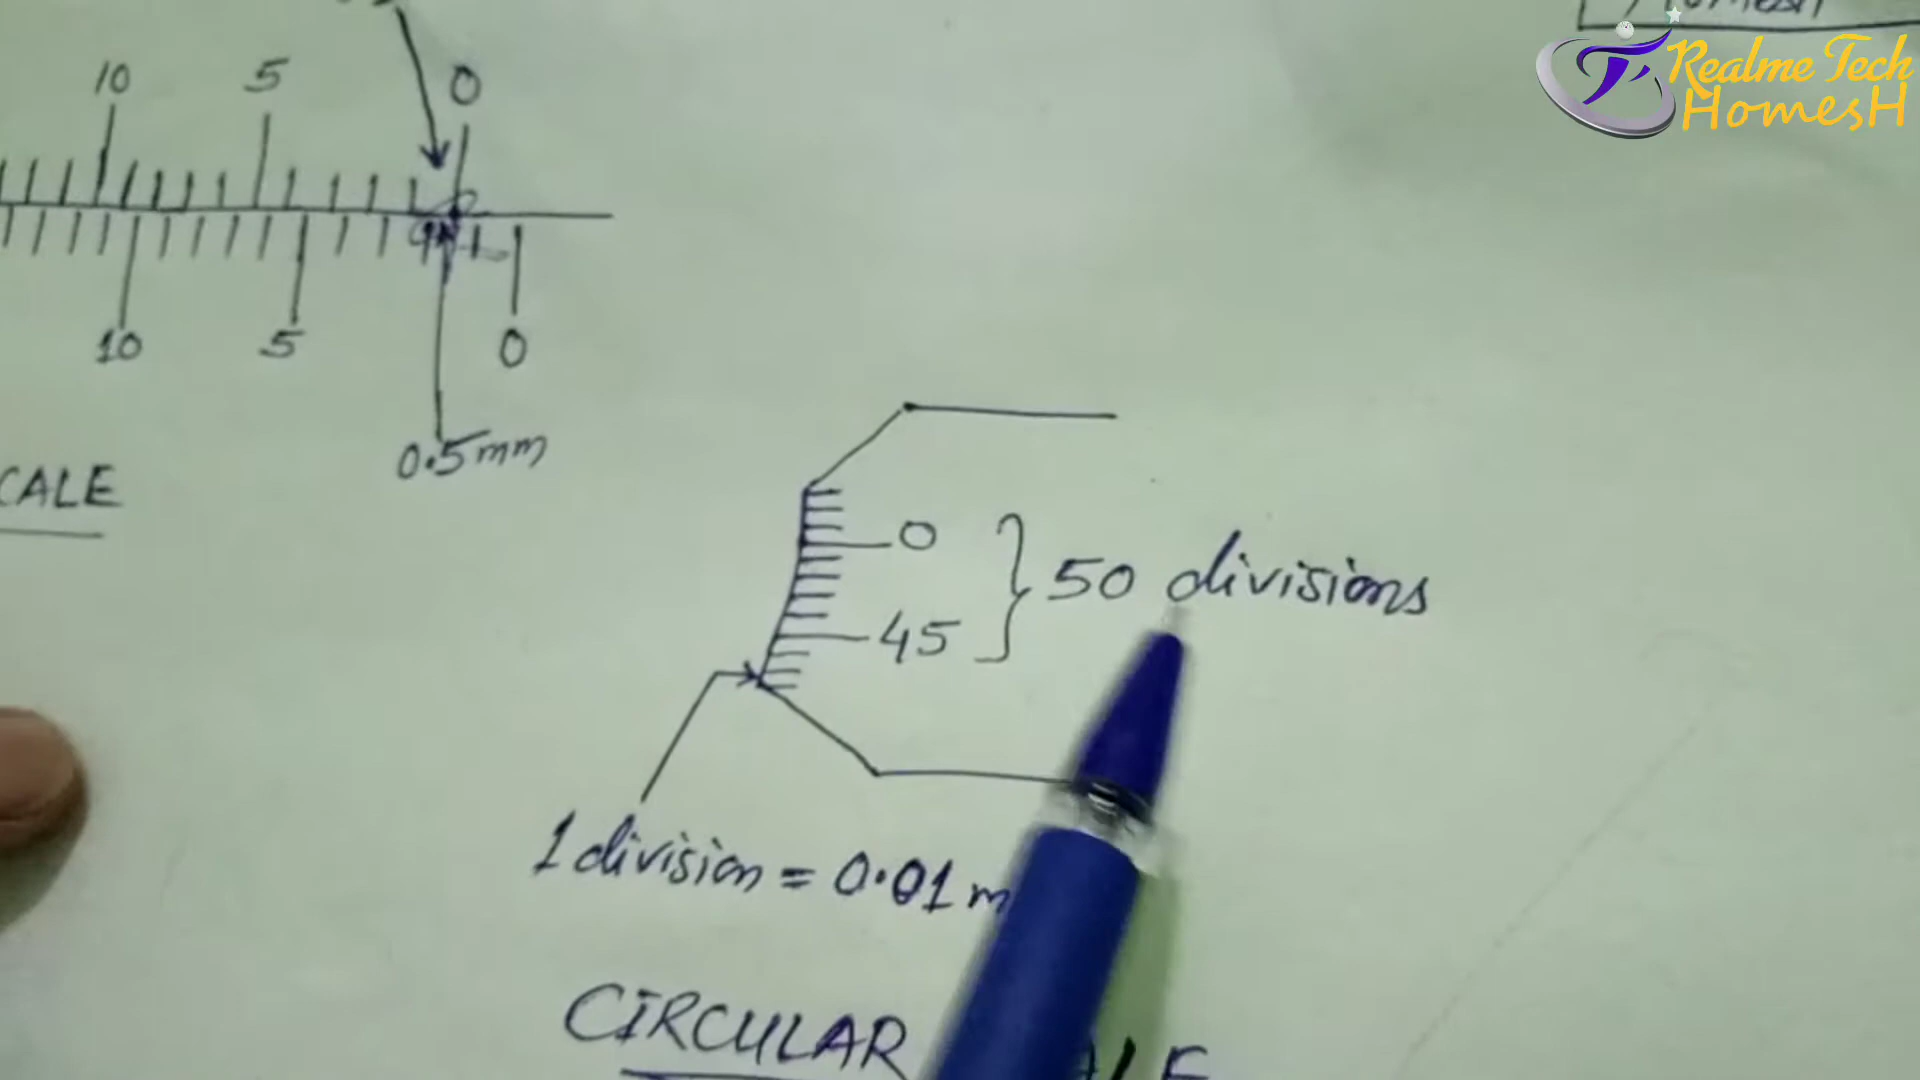 Realme Tech
HomesH
10 5 0
10 5 0
0.5mm
CALE
0
50 divisions
45
1 division = 0.01 m
CIRCULAR